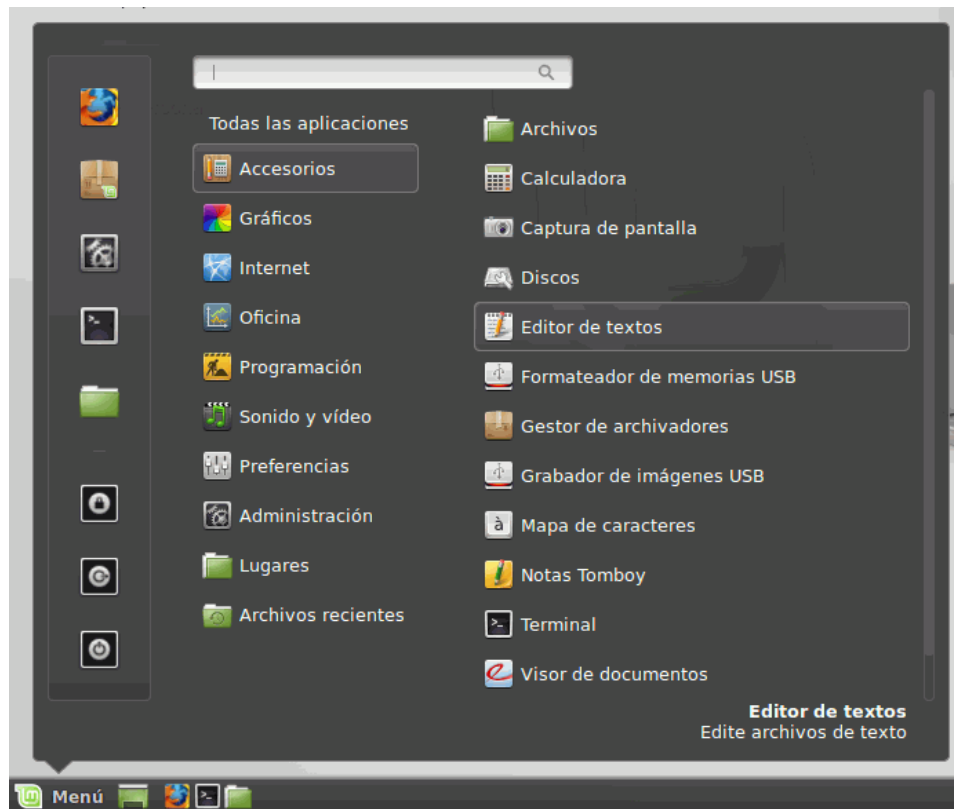 Todas las aplicaciones
Accesorios
Gráficos
Internet
Oficina
Programación
Sonido y vídeo
Preferencias
Administración
Lugares
Archivos recientes
Archivos
Calculadora
Captura de pantalla
Discos
Editor de textos
Formateador de memorias USB
Gestor de archivadores
Grabador de imágenes USB
Mapa de caracteres
Notas Tomboy
Terminal
Visor de documentos
Editor de textos
Edite archivos de texto
Menú